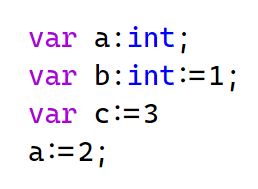 var a:int;
var b:int:=1;
var c:=3
a:=2;